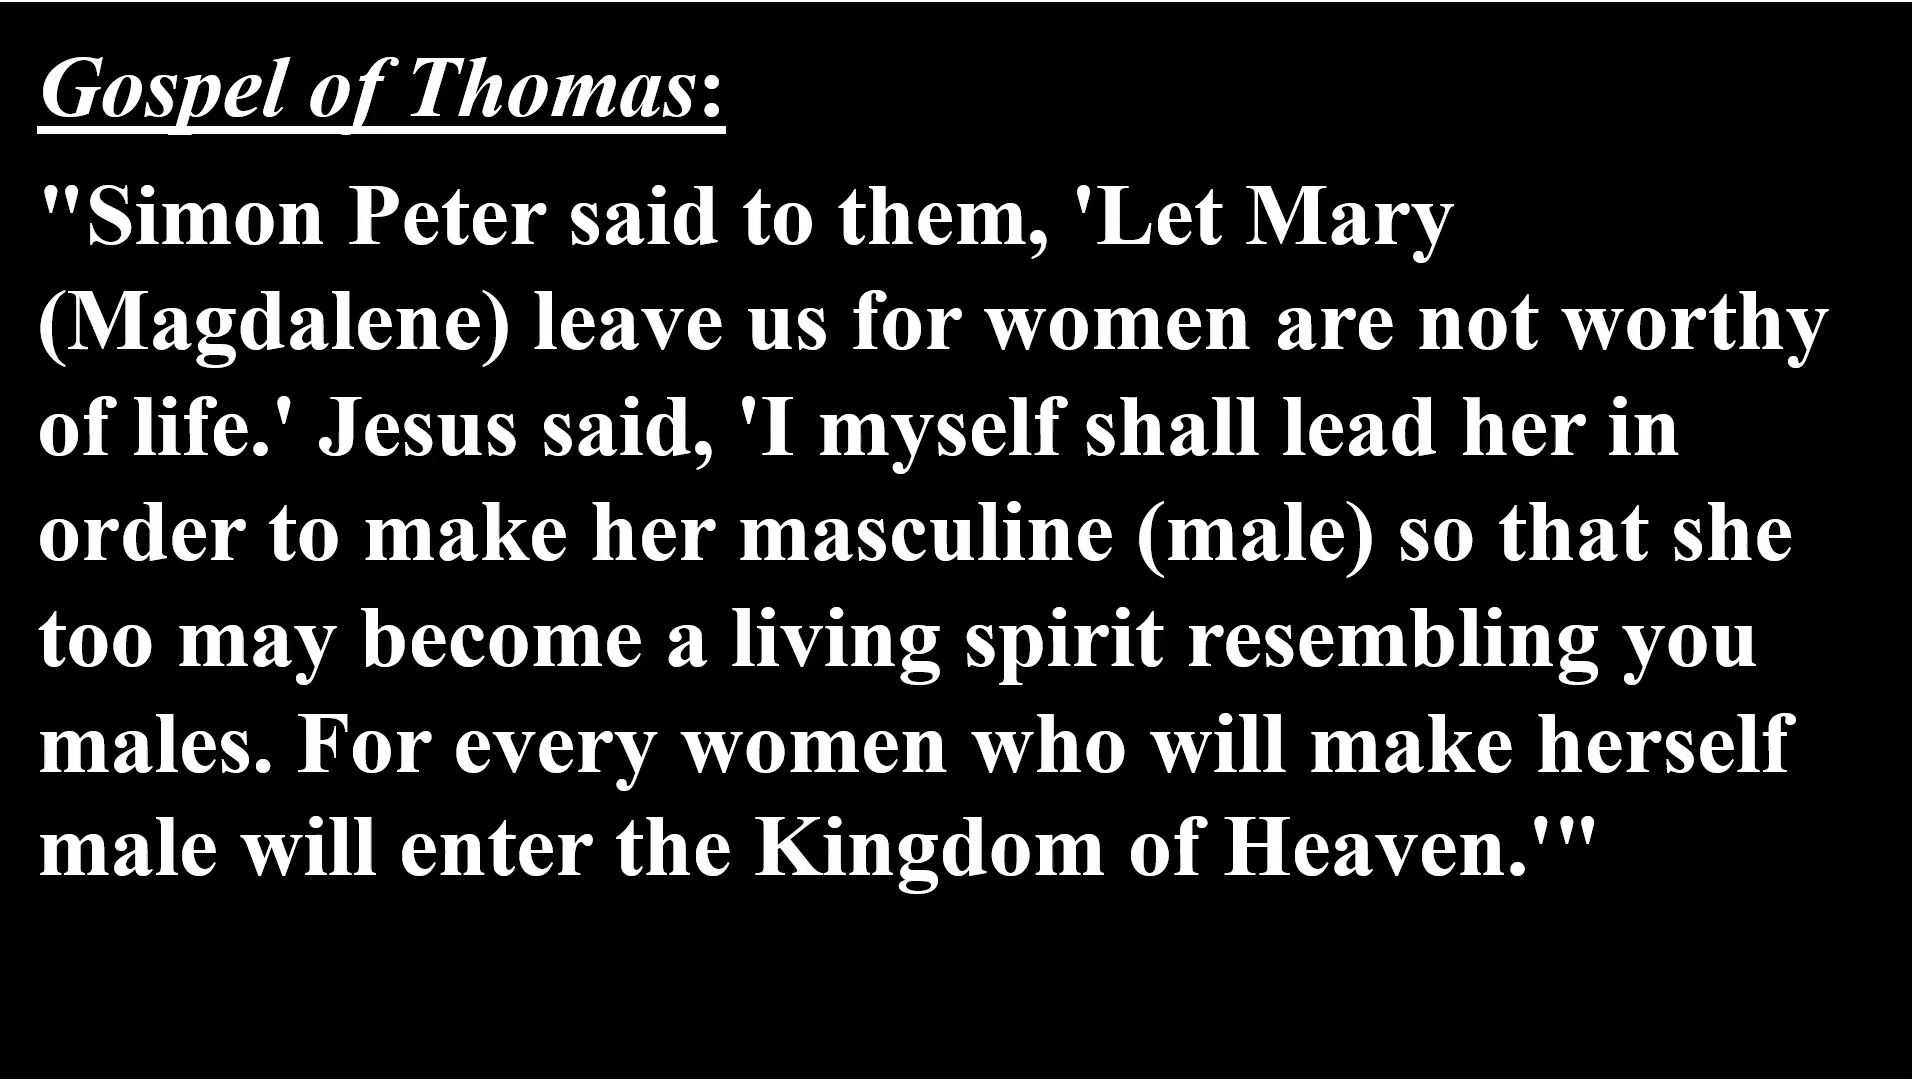 Gospel of Thomas:
"Simon Peter said to them, 'Let Mary
(Magdalene) leave us for women are not worthy
of life.' Jesus said, 'I myself shall lead her in
order to make her masculine (male) so that she
too may become a living spirit resembling you
males. For every women who will make herself
male will enter the Kingdom of Heaven.'"